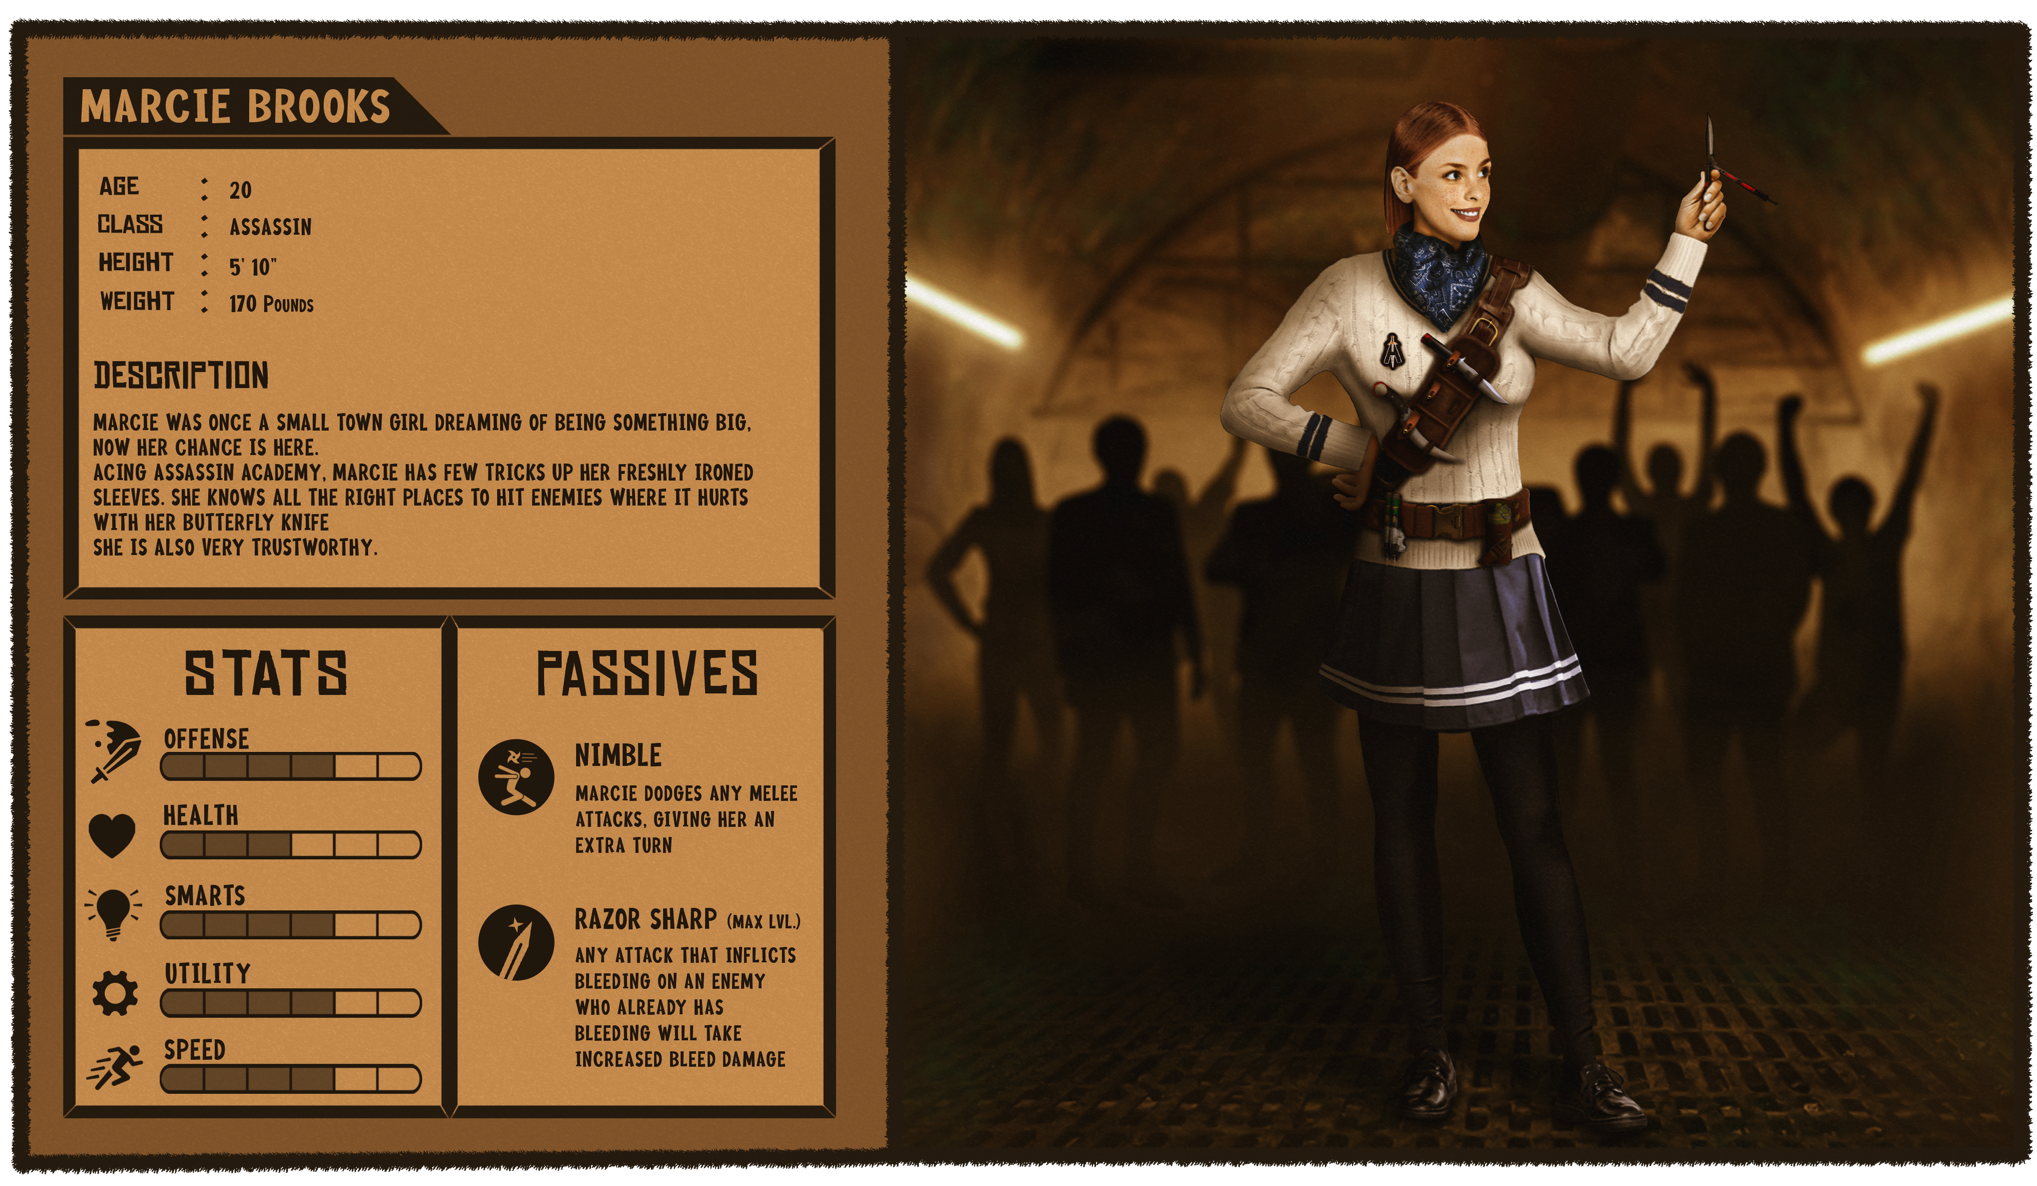 MARCIE BROOKS
AGE : 20
CLASS : ASSASSIN
HEIGHT : 5' 10"
WEIGHT : 170 POUNDS
DESCRIPTION
MARCIE WAS ONCE A SMALL TOWN GIRL DREAMING OF BEING SOMETHING BIG,
NOW HER CHANCE IS HERE.
ACING ASSASSIN ACADEMY, MARCIE HAS FEW TRICKS UP HER FRESHLY IRONED
SLEEVES. SHE KNOWS ALL THE RIGHT PLACES TO HIT ENEMIES WHERE IT HURTS
WITH HER BUTTERFLY KNIFE
SHE IS ALSO VERY TRUSTWORTHY.
STATS
OFFENSE
HEALTH
SMARTS
UTILITY
SPEED
PASSIVES
NIMBLE
MARCIE DODGES ANY MELEE
ATTACKS, GIVING HER AN
EXTRA TURN
RAZOR SHARP (MAX LVL.)
ANY ATTACK THAT INFLICTS
BLEEDING ON AN ENEMY
WHO ALREADY HAS
BLEEDING WILL TAKE
INCREASED BLEED DAMAGE